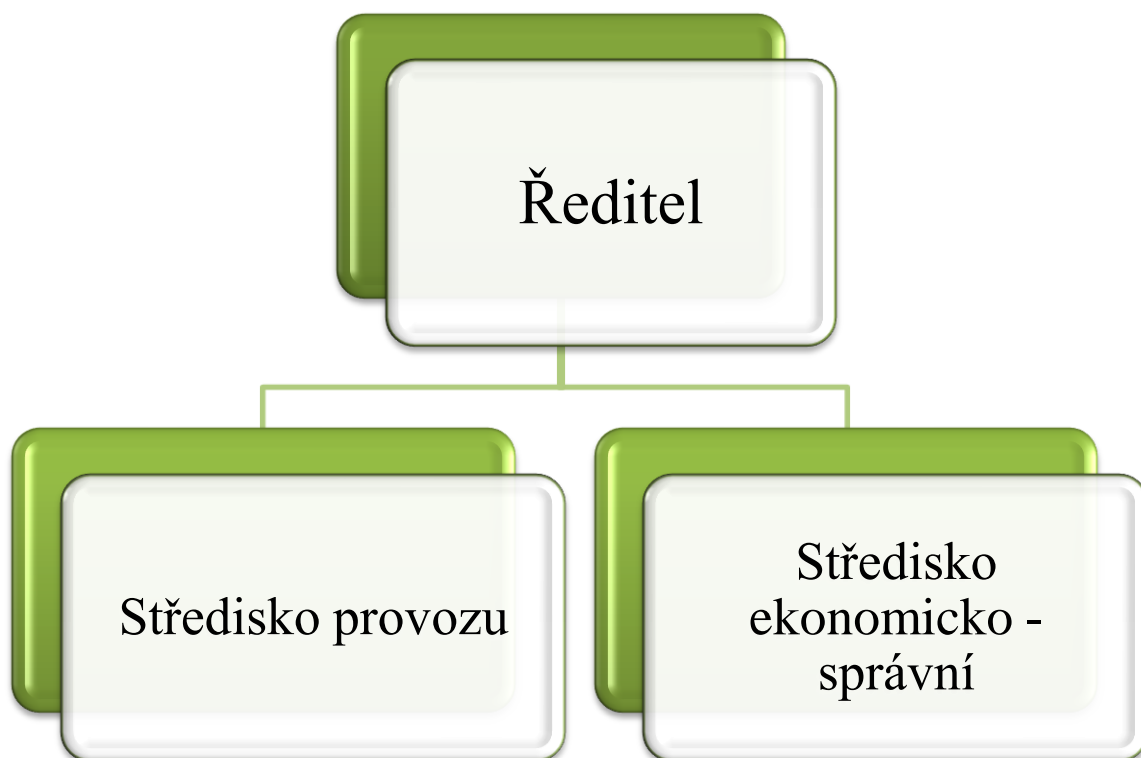 Ředitel
Středisko provozu
Středisko
ekonomicko -
správní